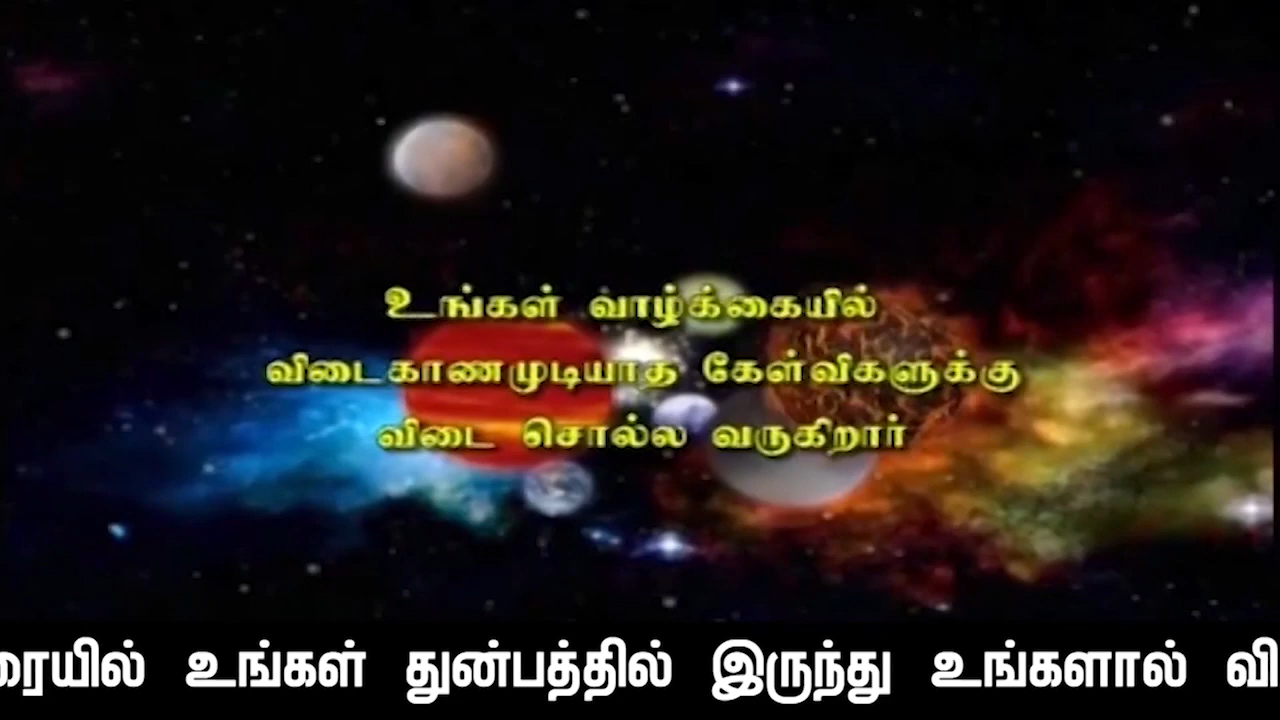 உங்கள் வாழ்க்கையில்
விடைகாணமுடியாத கேள்விகளுக்கு
விடை சொல்ல வருகிறார்
ரையில் உங்கள் துன்பத்தில் இருந்து உங்களால் வி